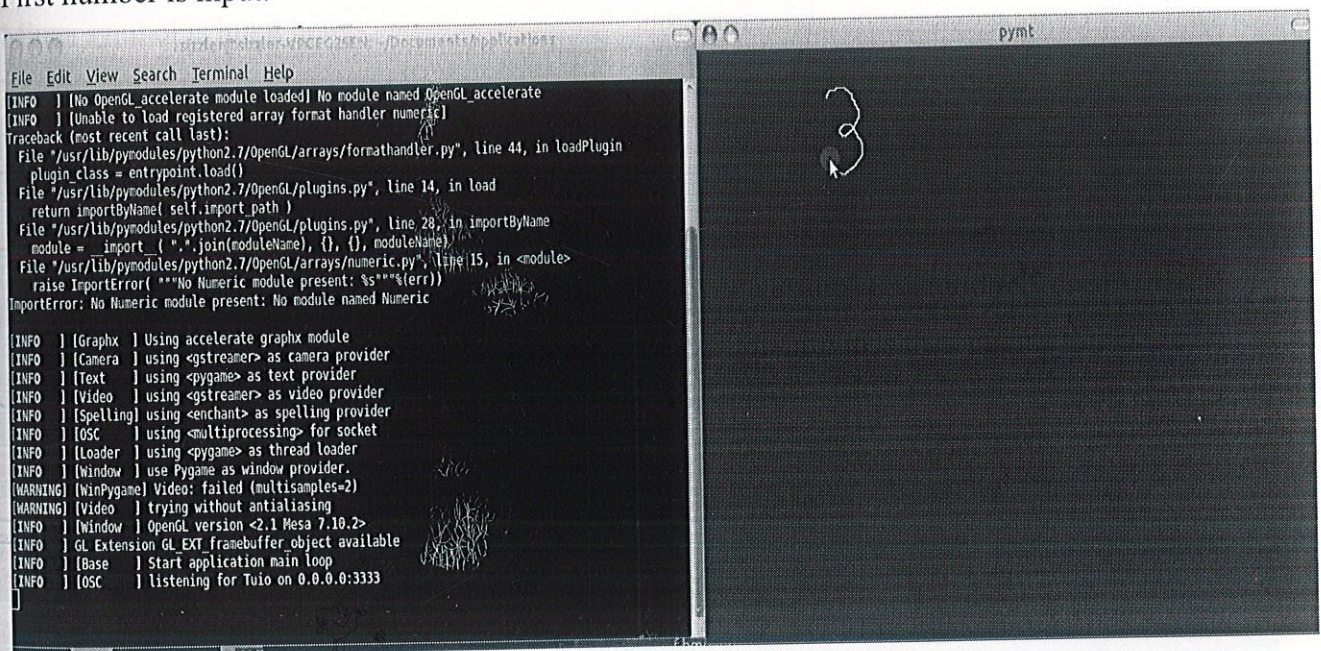 First number is input.
File Edit View Search Terminal Help
[INFO ] [No OpenGL_accelerate module loaded] No module named OpenGL_accelerate
[INFO ] [Unable to load registered array format handler numeric]
Traceback (most recent call last):
File "/usr/lib/pymodules/python2.7/OpenGL/arrays/formathandler.py", line 44, in loadPlugin
plugin_class = entrypoint.load()
File "/usr/lib/pymodules/python2.7/OpenGL/plugins.py", line 14, in load
return importByName( self.import_path )
File "/usr/lib/pymodules/python2.7/OpenGL/plugins.py", line 28, in importByName
module = __import__( ".".join(moduleName), {}, {}, moduleName)
File "/usr/lib/pymodules/python2.7/OpenGL/arrays/numeric.py", line 15, in <module>
raise ImportError( """No Numeric module present: %s"""%(err))
ImportError: No Numeric module present: No module named Numeric
[INFO ] [Graphx ] Using accelerate graphx module
[INFO ] [Camera ] using <gstreamer> as camera provider
[INFO ] [Text ] using <pygame> as text provider
[INFO ] [Video ] using <gstreamer> as video provider
[INFO ] [Spelling] using <enchant> as spelling provider
[INFO ] [OSC ] using <multiprocessing> for socket
[INFO ] [Loader ] using <pygame> as thread loader
[INFO ] [Window ] use Pygame as window provider.
[WARNING] [WinPygame] Video: failed (multisamples=2)
[WARNING] [Video ] trying without antialiasing
[INFO ] [Window ] OpenGL version <2.1 Mesa 7.10.2>
[INFO ] GL Extension GL_EXT_framebuffer_object available
[INFO ] [Base ] Start application main loop
[INFO ] [OSC ] listening for Tuio on 0.0.0.0:3333
pymt
3